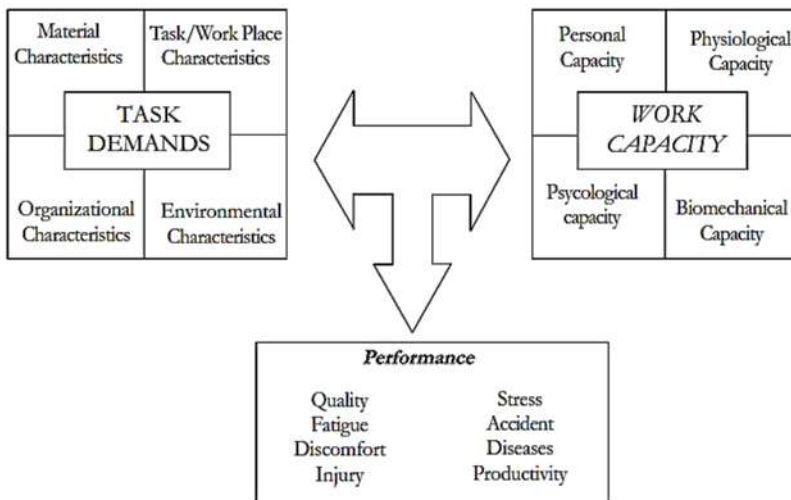 Material
Characteristics
Task/Work Place
Characteristics
TASK
DEMANDS
Organizational
Characteristics
Environmental
Characteristics
Personal
Capacity
Physiological
Capacity
WORK
CAPACITY
Psycological
capacity
Biomechanical
Capacity
Performance
Quality
Fatigue
Discomfort
Injury
Stress
Accident
Diseases
Productivity